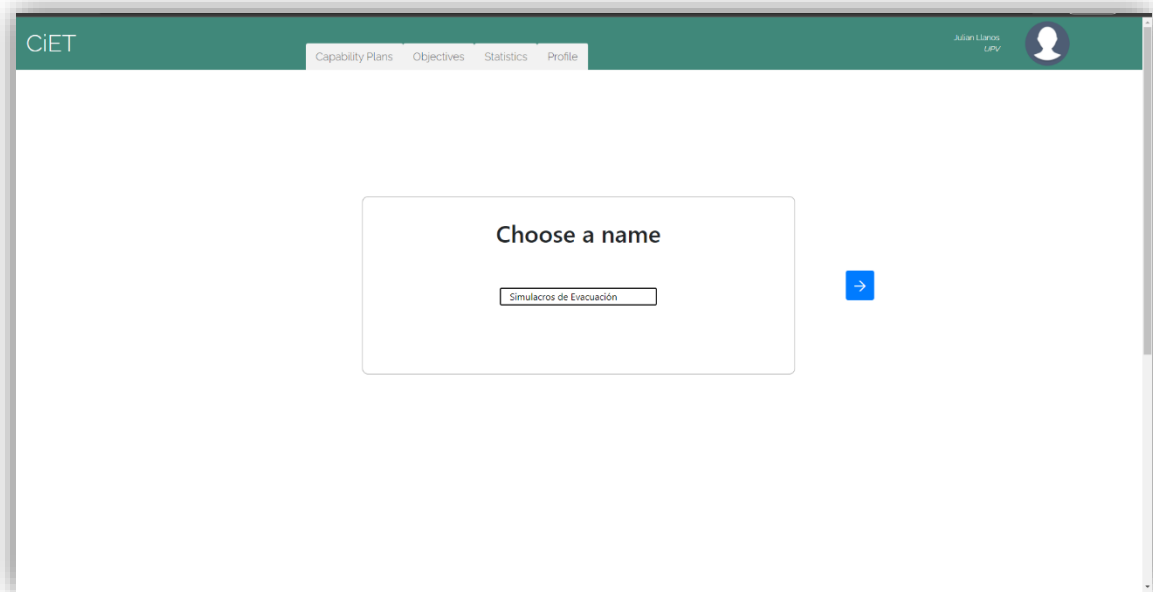 CiET
Capability Plans Objectives Statistics Profile
Julian Llanos
UPV
Choose a name
Simulacros de Evacuación